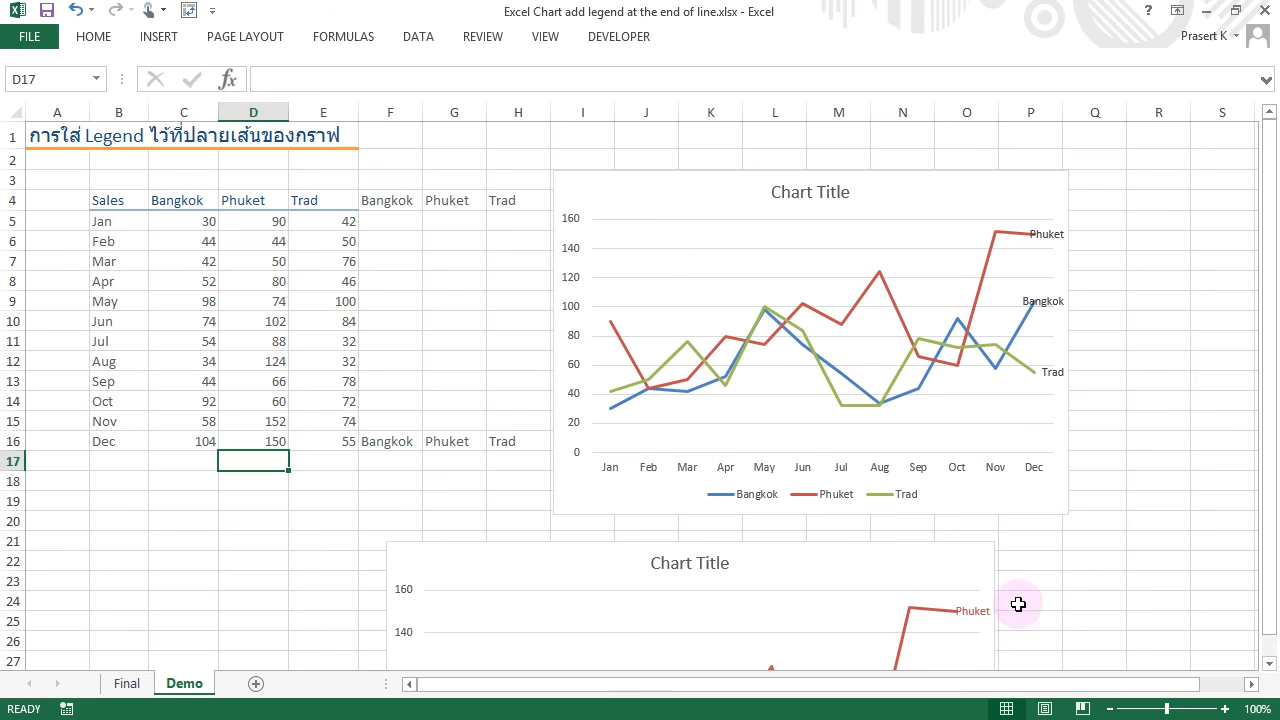 Excel Chart add legend at the end of line.xlsx - Excel
FILE HOME INSERT PAGE LAYOUT FORMULAS DATA REVIEW VIEW DEVELOPER Prasert K
D17 fx
A B C D E F G H I J K L M N O P Q R S
1 การใส่ Legend ไว้ที่ปลายเส้นของกราฟ
2
3
4 Sales Bangkok Phuket Trad Bangkok Phuket Trad
5 Jan 30 90 42
6 Feb 44 44 50
7 Mar 42 50 76
8 Apr 52 80 46
9 May 98 74 100
10 Jun 74 102 84
11 Jul 54 88 32
12 Aug 34 124 32
13 Sep 44 66 78
14 Oct 92 60 72
15 Nov 58 152 74
16 Dec 104 150 55 Bangkok Phuket Trad
17
18
19
20
21
22
23
24
25
26
27
Chart Title
160
140
120
100
80
60
40
20
0
Phuket
Bangkok
Trad
Jan Feb Mar Apr May Jun Jul Aug Sep Oct Nov Dec
Bangkok Phuket Trad
Chart Title
160
Phuket
140
Final Demo
READY 100%